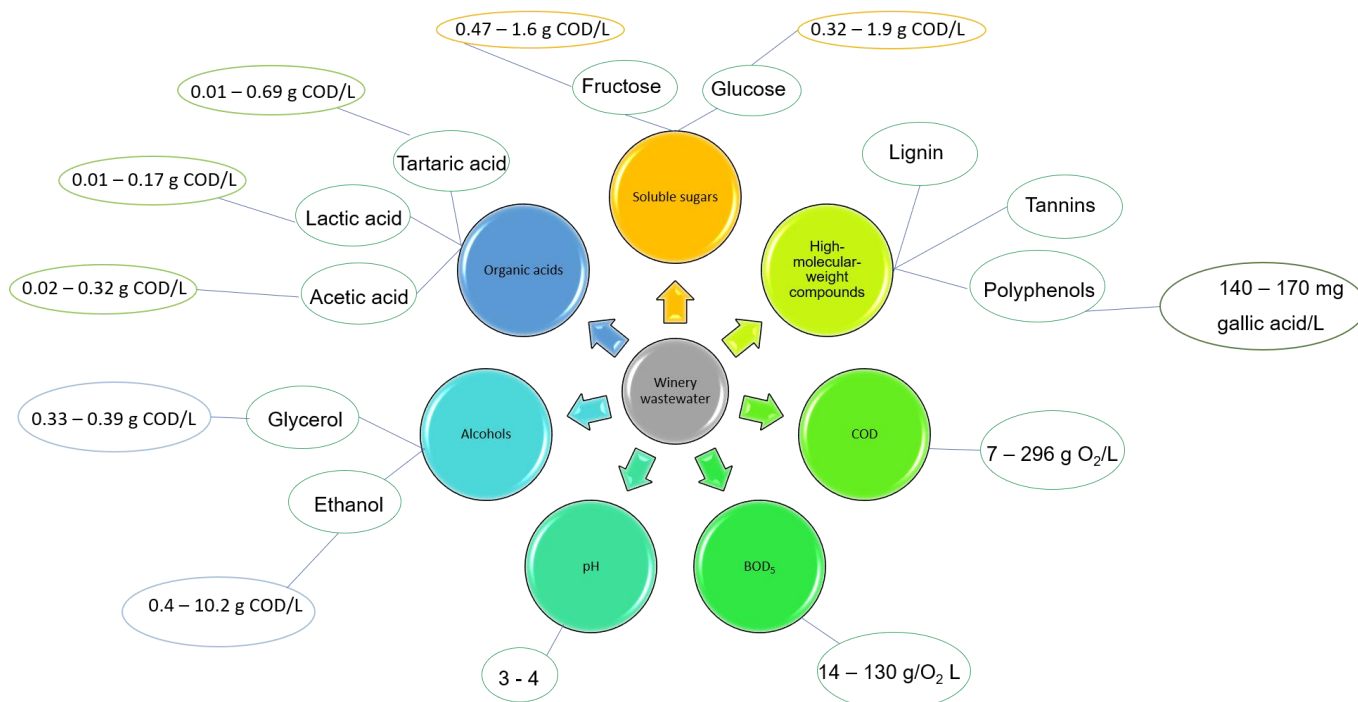 0.47 – 1.6 g COD/L
0.32 – 1.9 g COD/L
Fructose
Glucose
0.01 – 0.69 g COD/L
Tartaric acid
Lignin
0.01 – 0.17 g COD/L
Lactic acid
Soluble sugars
Tannins
Organic acids
High-
molecular-
weight
compounds
0.02 – 0.32 g COD/L
Acetic acid
Polyphenols
140 – 170 mg
gallic acid/L
Winery
wastewater
0.33 – 0.39 g COD/L
Glycerol
Alcohols
COD
7 – 296 g O₂/L
Ethanol
0.4 – 10.2 g COD/L
pH
BOD₅
3 - 4
14 – 130 g/O₂ L